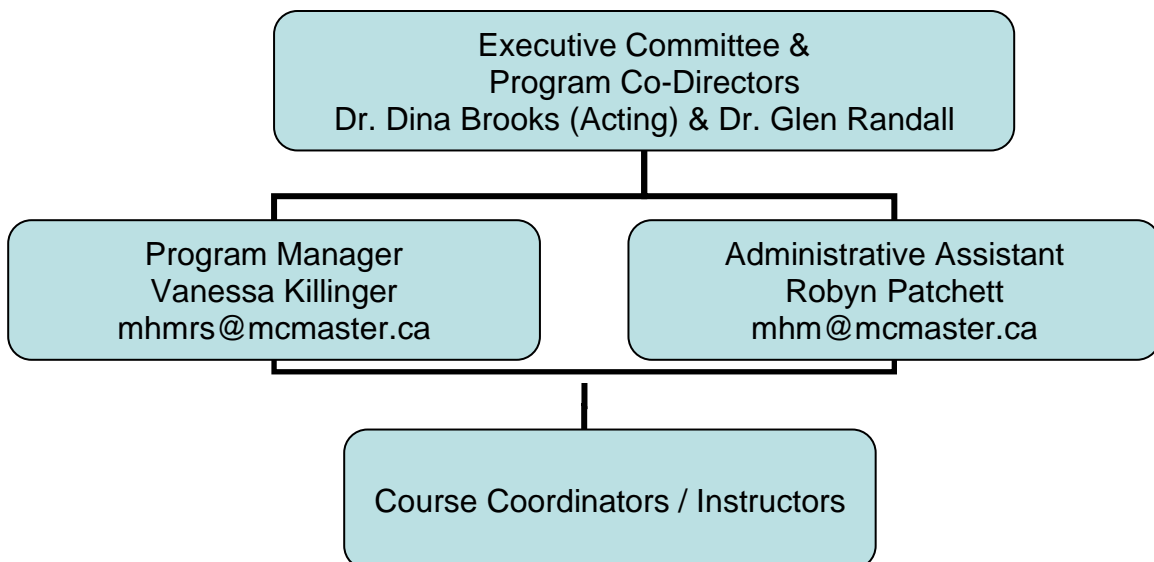 Executive Committee &
Program Co-Directors
Dr. Dina Brooks (Acting) & Dr. Glen Randall
Program Manager
Vanessa Killinger
mhmrs@mcmaster.ca
Administrative Assistant
Robyn Patchett
mhm@mcmaster.ca
Course Coordinators / Instructors